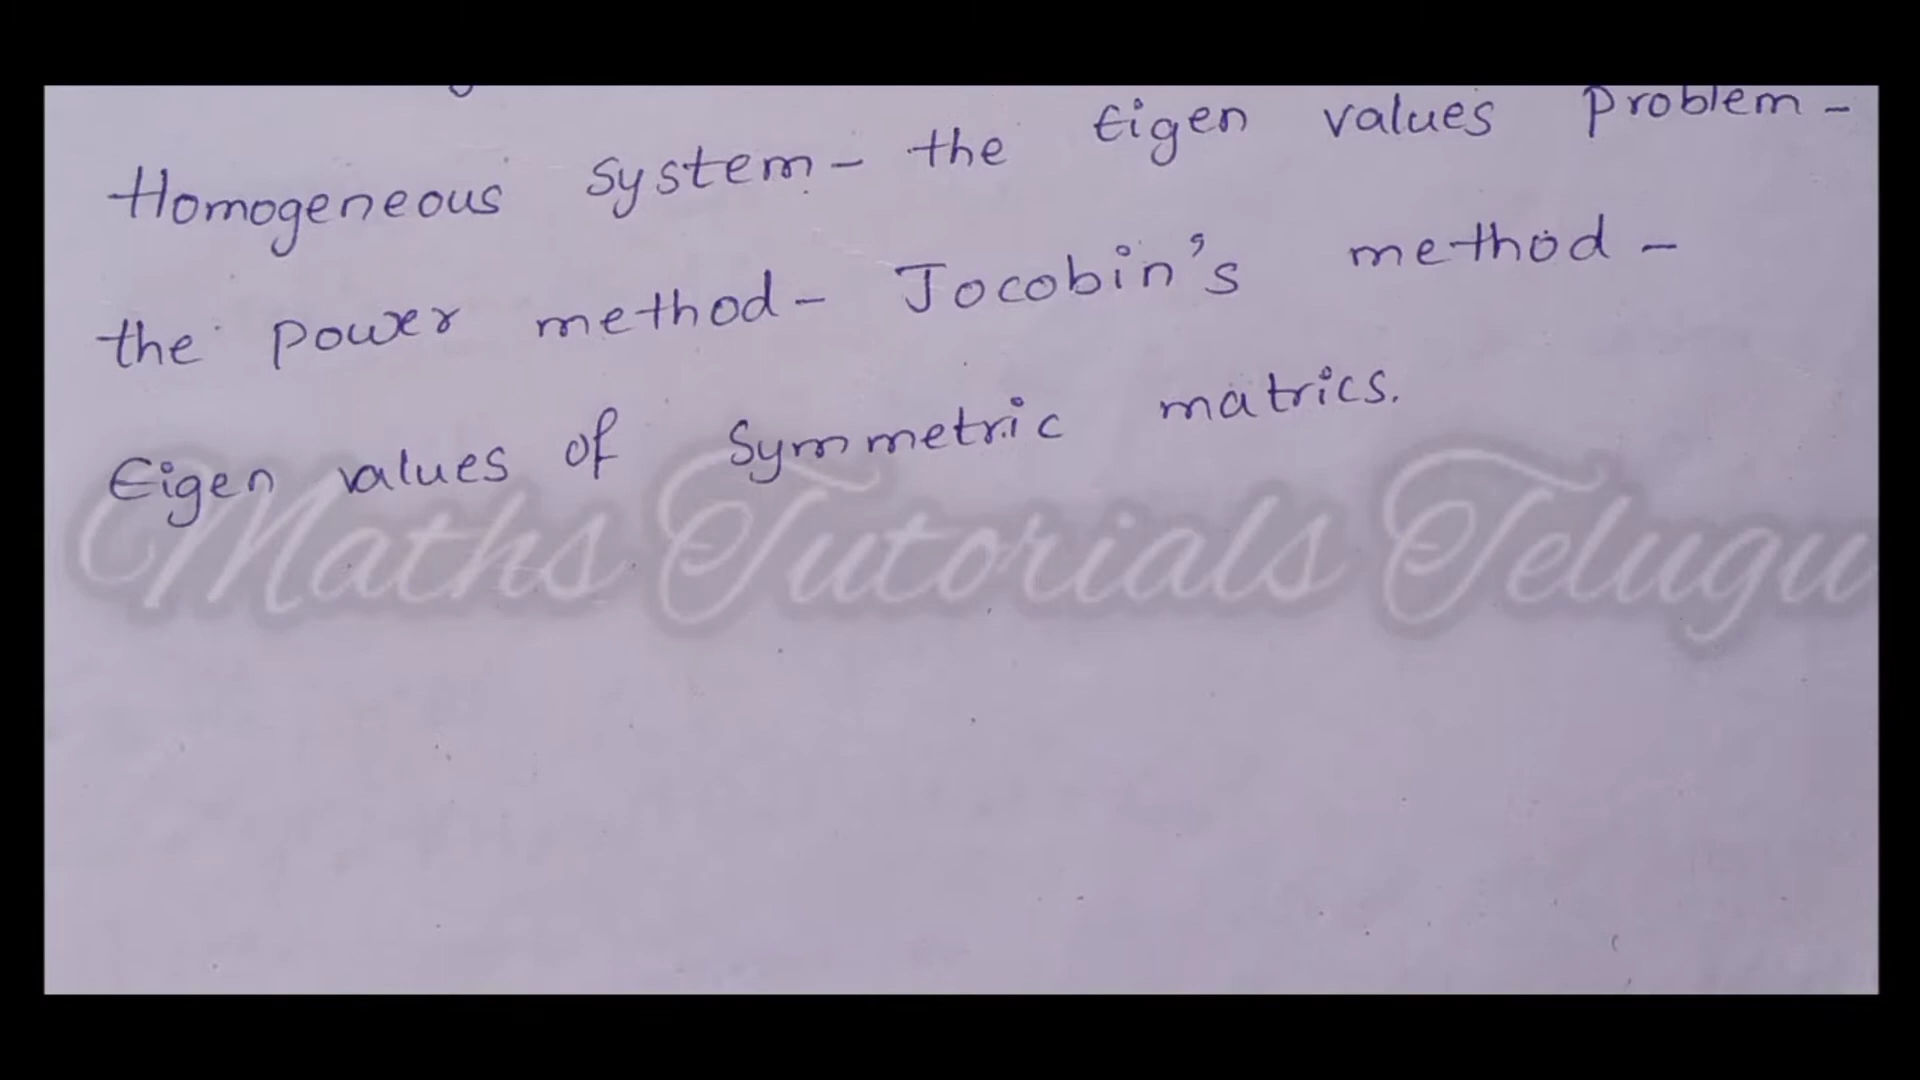 Homogeneous system - the Eigen values Problem -
the power method - Jocobin's method -
Eigen values of Symmetric matrics.
Maths Tutorials Telugu